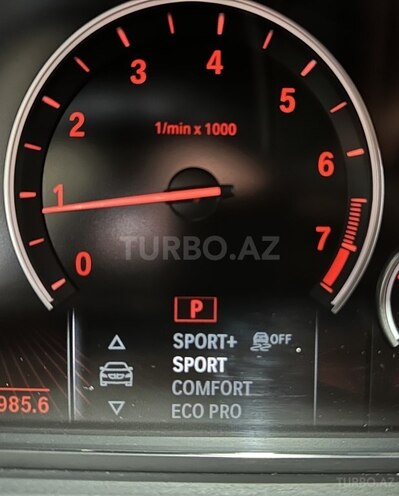 4
3
5
2
1/min x 1000
6
1
7
0
TURBO.AZ
P
SPORT+ OFF
SPORT
COMFORT
985.6
ECO PRO
TURBO.AZ